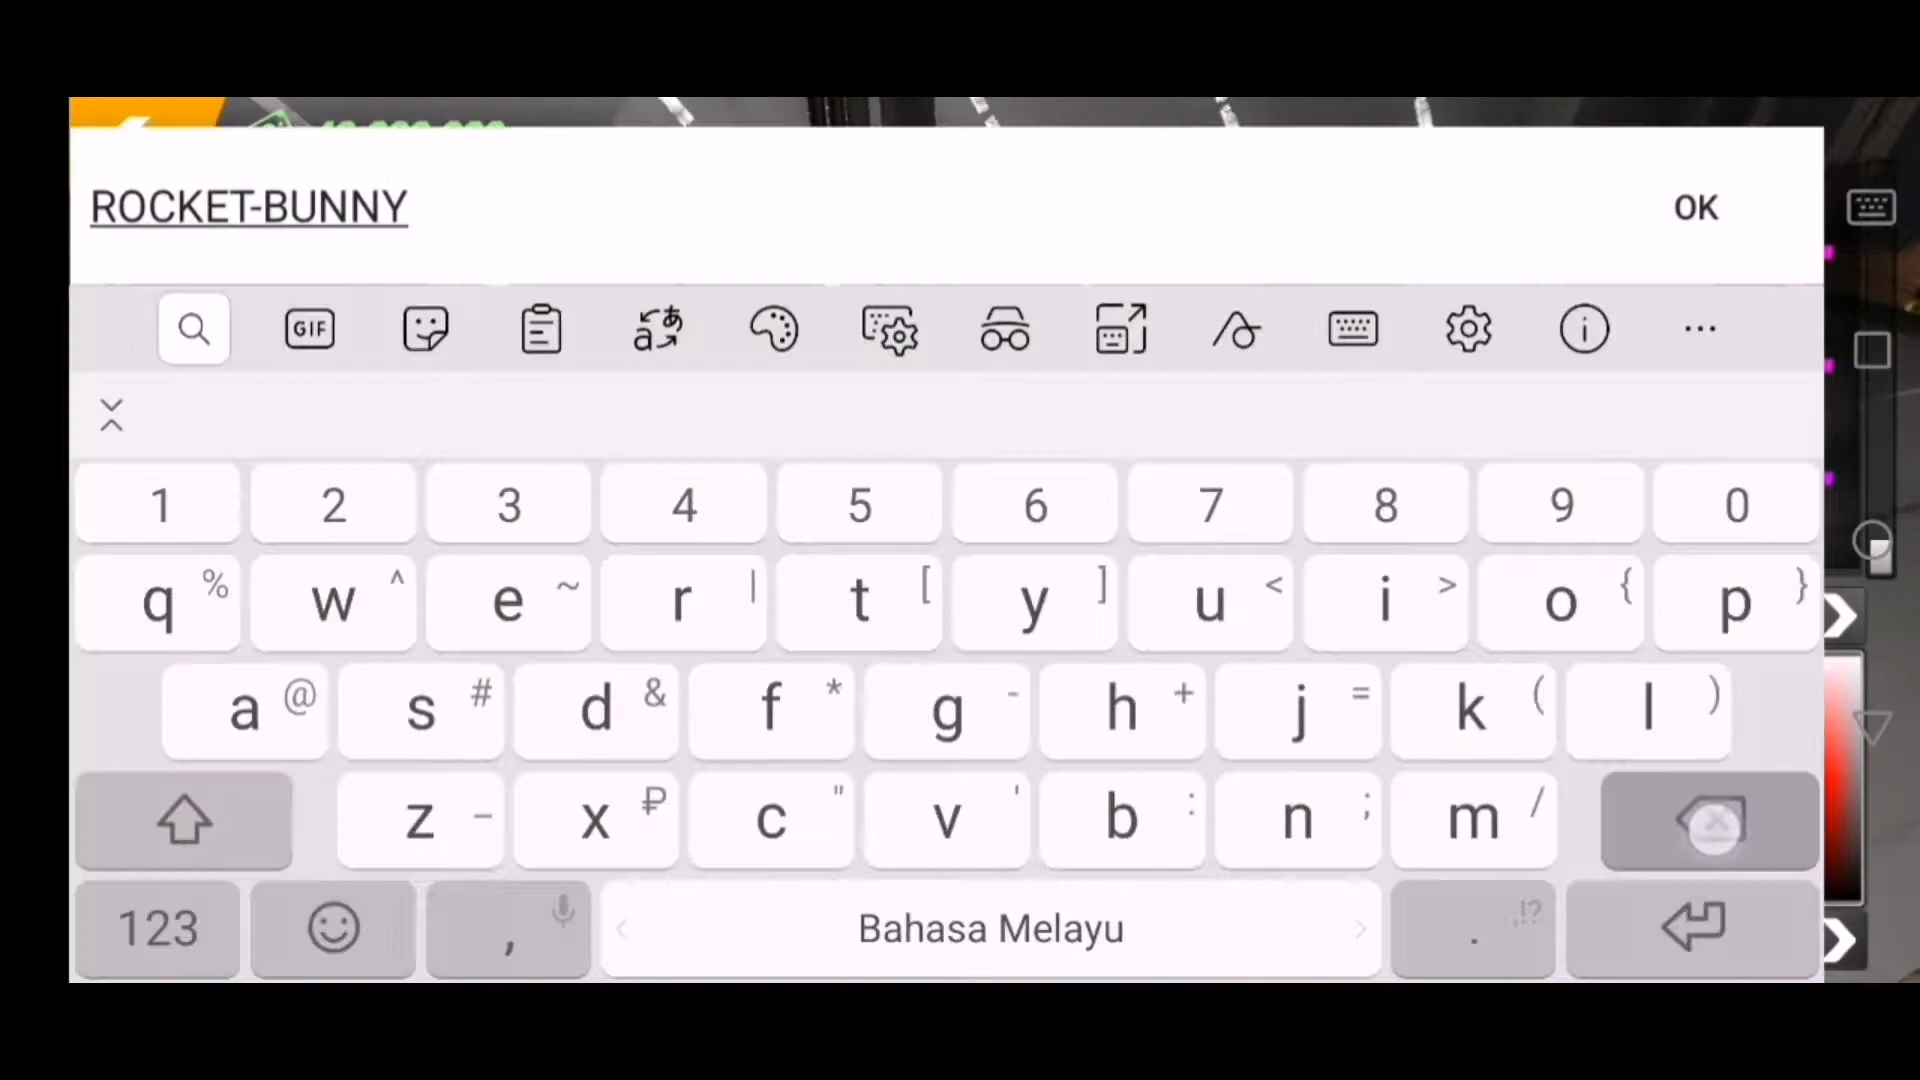 ROCKET-BUNNY
OK
GIF
1 2 3 4 5 6 7 8 9 0
q % w ^ e ~ r | t [ y ] u < i > o { p }
a @ s # d & f * g - h + j = k ( l )
z _ x ₽ c " v ' b : n ; m /
123 , < Bahasa Melayu > . ,!?